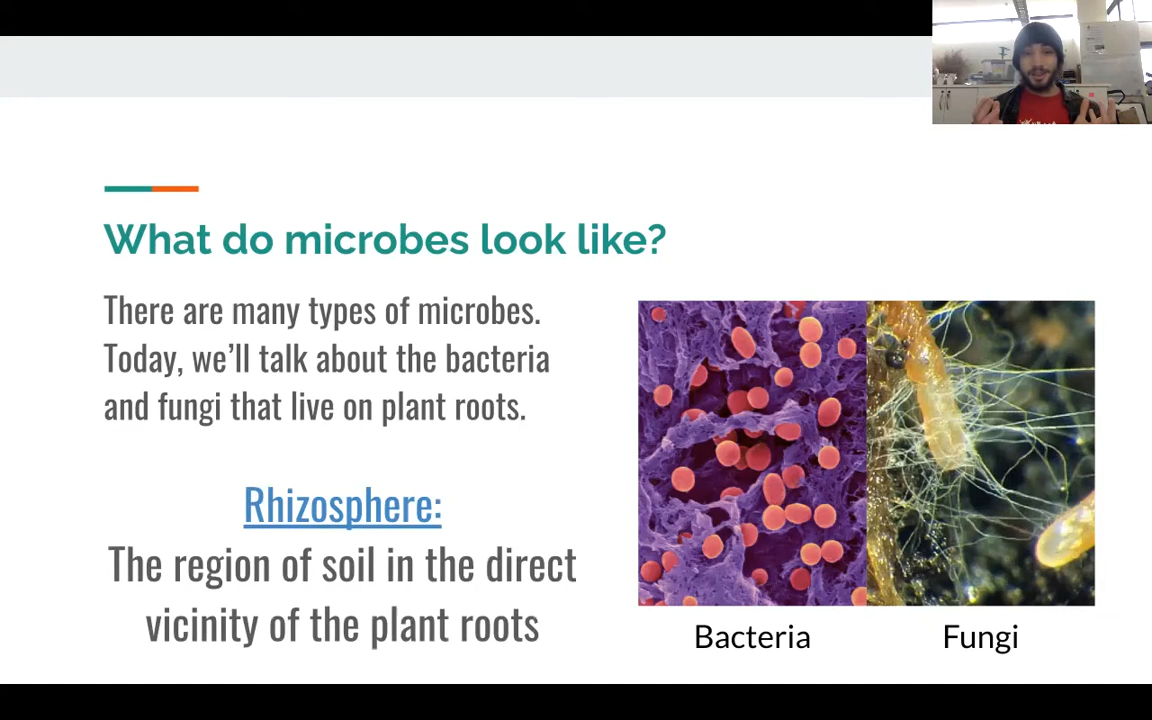 What do microbes look like?
There are many types of microbes.
Today, we'll talk about the bacteria
and fungi that live on plant roots.
Rhizosphere:
The region of soil in the direct
vicinity of the plant roots
Bacteria
Fungi